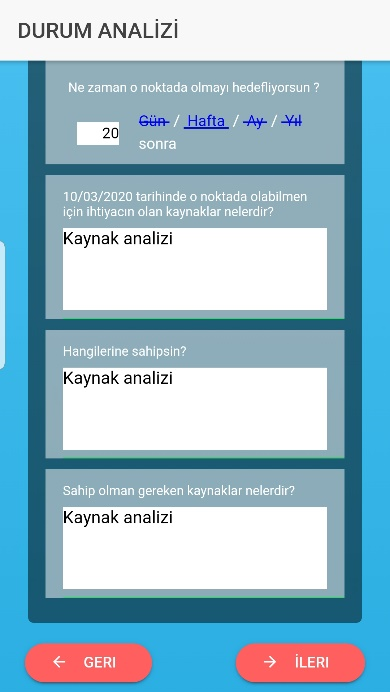 DURUM ANALİZİ
Ne zaman o noktada olmayı hedefliyorsun ?
20 Gün / Hafta / Ay / Yıl
sonra
10/03/2020 tarihinde o noktada olabilmen
için ihtiyacın olan kaynaklar nelerdir?
Kaynak analizi
Hangilerine sahipsin?
Kaynak analizi
Sahip olman gereken kaynaklar nelerdir?
Kaynak analizi
← GERI → İLERI